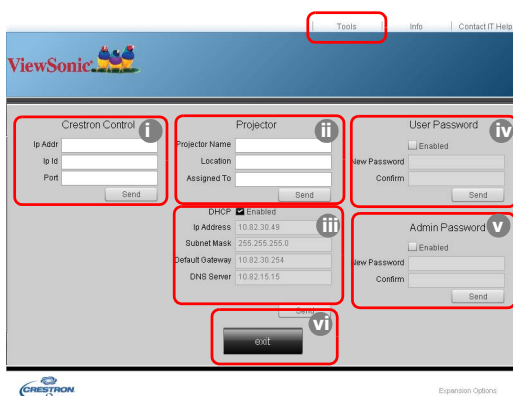 Tools Info Contact IT Help
ViewSonic
Crestron Control i
Ip Addr
Ip Id
Port
Send
Projector ii
Projector Name
Location
Assigned To
Send
DHCP Enabled iii
Ip Address 10.82.30.49
Subnet Mask 255.255.255.0
Default Gateway 10.82.30.254
DNS Server 10.82.15.15
Send
User Password iv
Enabled
New Password
Confirm
Send
Admin Password v
Enabled
New Password
Confirm
Send
vi
exit
CRESTRON
Expansion Options